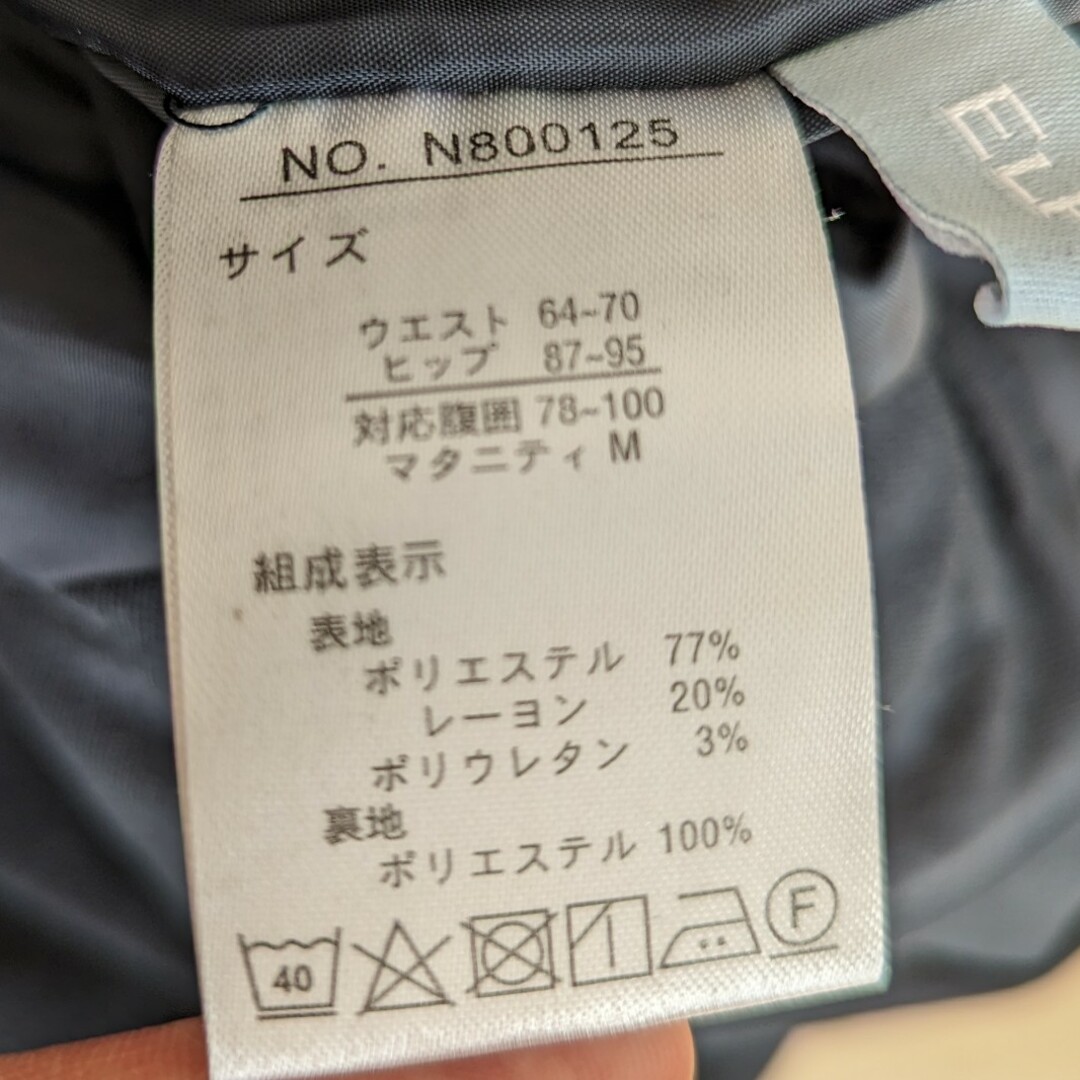 NO. N800125
サイズ
ウエスト 64~70
ヒップ 87~95
対応腹囲 78~100
マタニティ M
組成表示
表地
ポリエステル 77%
レーヨン 20%
ポリウレタン 3%
裏地
ポリエステル 100%
40
F